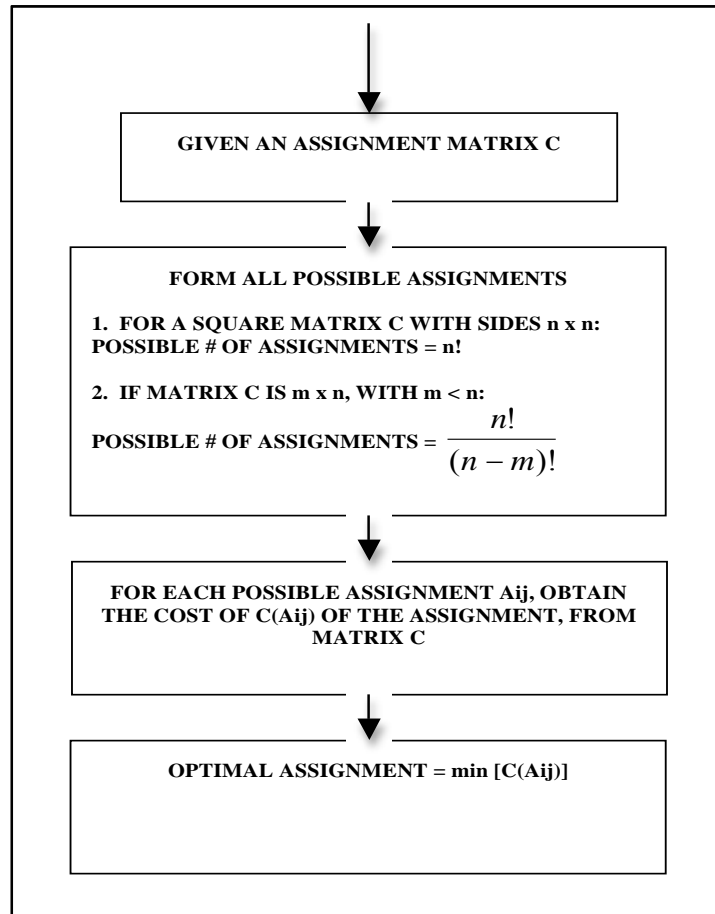 GIVEN AN ASSIGNMENT MATRIX C
FORM ALL POSSIBLE ASSIGNMENTS
1. FOR A SQUARE MATRIX C WITH SIDES n x n:
POSSIBLE # OF ASSIGNMENTS = n!
2. IF MATRIX C IS m x n, WITH m < n:
POSSIBLE # OF ASSIGNMENTS = n! / (n − m)!
FOR EACH POSSIBLE ASSIGNMENT Aij, OBTAIN
THE COST OF C(Aij) OF THE ASSIGNMENT, FROM
MATRIX C
OPTIMAL ASSIGNMENT = min [C(Aij)]